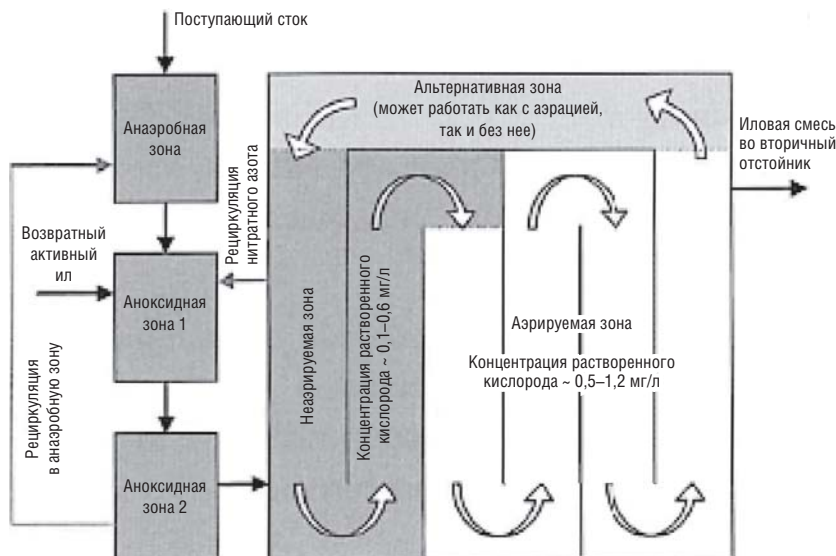 Поступающий сток
Анаэробная
зона
Альтернативная зона
(может работать как с аэрацией,
так и без нее)
Иловая смесь
во вторичный
отстойник
Рециркуляция
нитратного азота
Возвратный
активный
ил
Аноксидная
зона 1
Рециркуляция
в анаэробную зону
Аноксидная
зона 2
Неаэрируемая зона
Концентрация растворенного
кислорода ~ 0,1–0,6 мг/л
Аэрируемая зона
Концентрация растворенного
кислорода ~ 0,5–1,2 мг/л